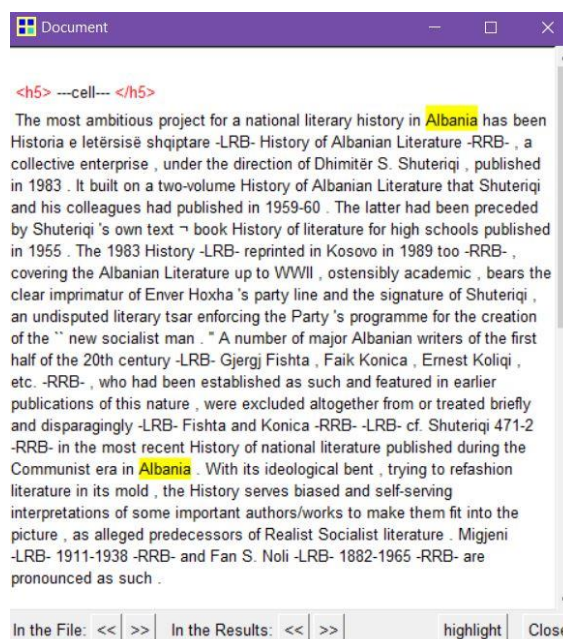 Document
<h5> ---cell--- </h5>
The most ambitious project for a national literary history in Albania has been
Historia e letërsisë shqiptare -LRB- History of Albanian Literature -RRB- , a
collective enterprise , under the direction of Dhimitër S. Shuteriqi , published
in 1983 . It built on a two-volume History of Albanian Literature that Shuteriqi
and his colleagues had published in 1959-60 . The latter had been preceded
by Shuteriqi 's own text ¬ book History of literature for high schools published
in 1955 . The 1983 History -LRB- reprinted in Kosovo in 1989 too -RRB- ,
covering the Albanian Literature up to WWII , ostensibly academic , bears the
clear imprimatur of Enver Hoxha 's party line and the signature of Shuteriqi ,
an undisputed literary tsar enforcing the Party 's programme for the creation
of the `` new socialist man . " A number of major Albanian writers of the first
half of the 20th century -LRB- Gjergj Fishta , Faik Konica , Ernest Koliqi ,
etc. -RRB- , who had been established as such and featured in earlier
publications of this nature , were excluded altogether from or treated briefly
and disparagingly -LRB- Fishta and Konica -RRB- -LRB- cf. Shuteriqi 471-2
-RRB- in the most recent History of national literature published during the
Communist era in Albania . With its ideological bent , trying to refashion
literature in its mold , the History serves biased and self-serving
interpretations of some important authors/works to make them fit into the
picture , as alleged predecessors of Realist Socialist literature . Migjeni
-LRB- 1911-1938 -RRB- and Fan S. Noli -LRB- 1882-1965 -RRB- are
pronounced as such .
In the File: << >> In the Results: << >> highlight Close